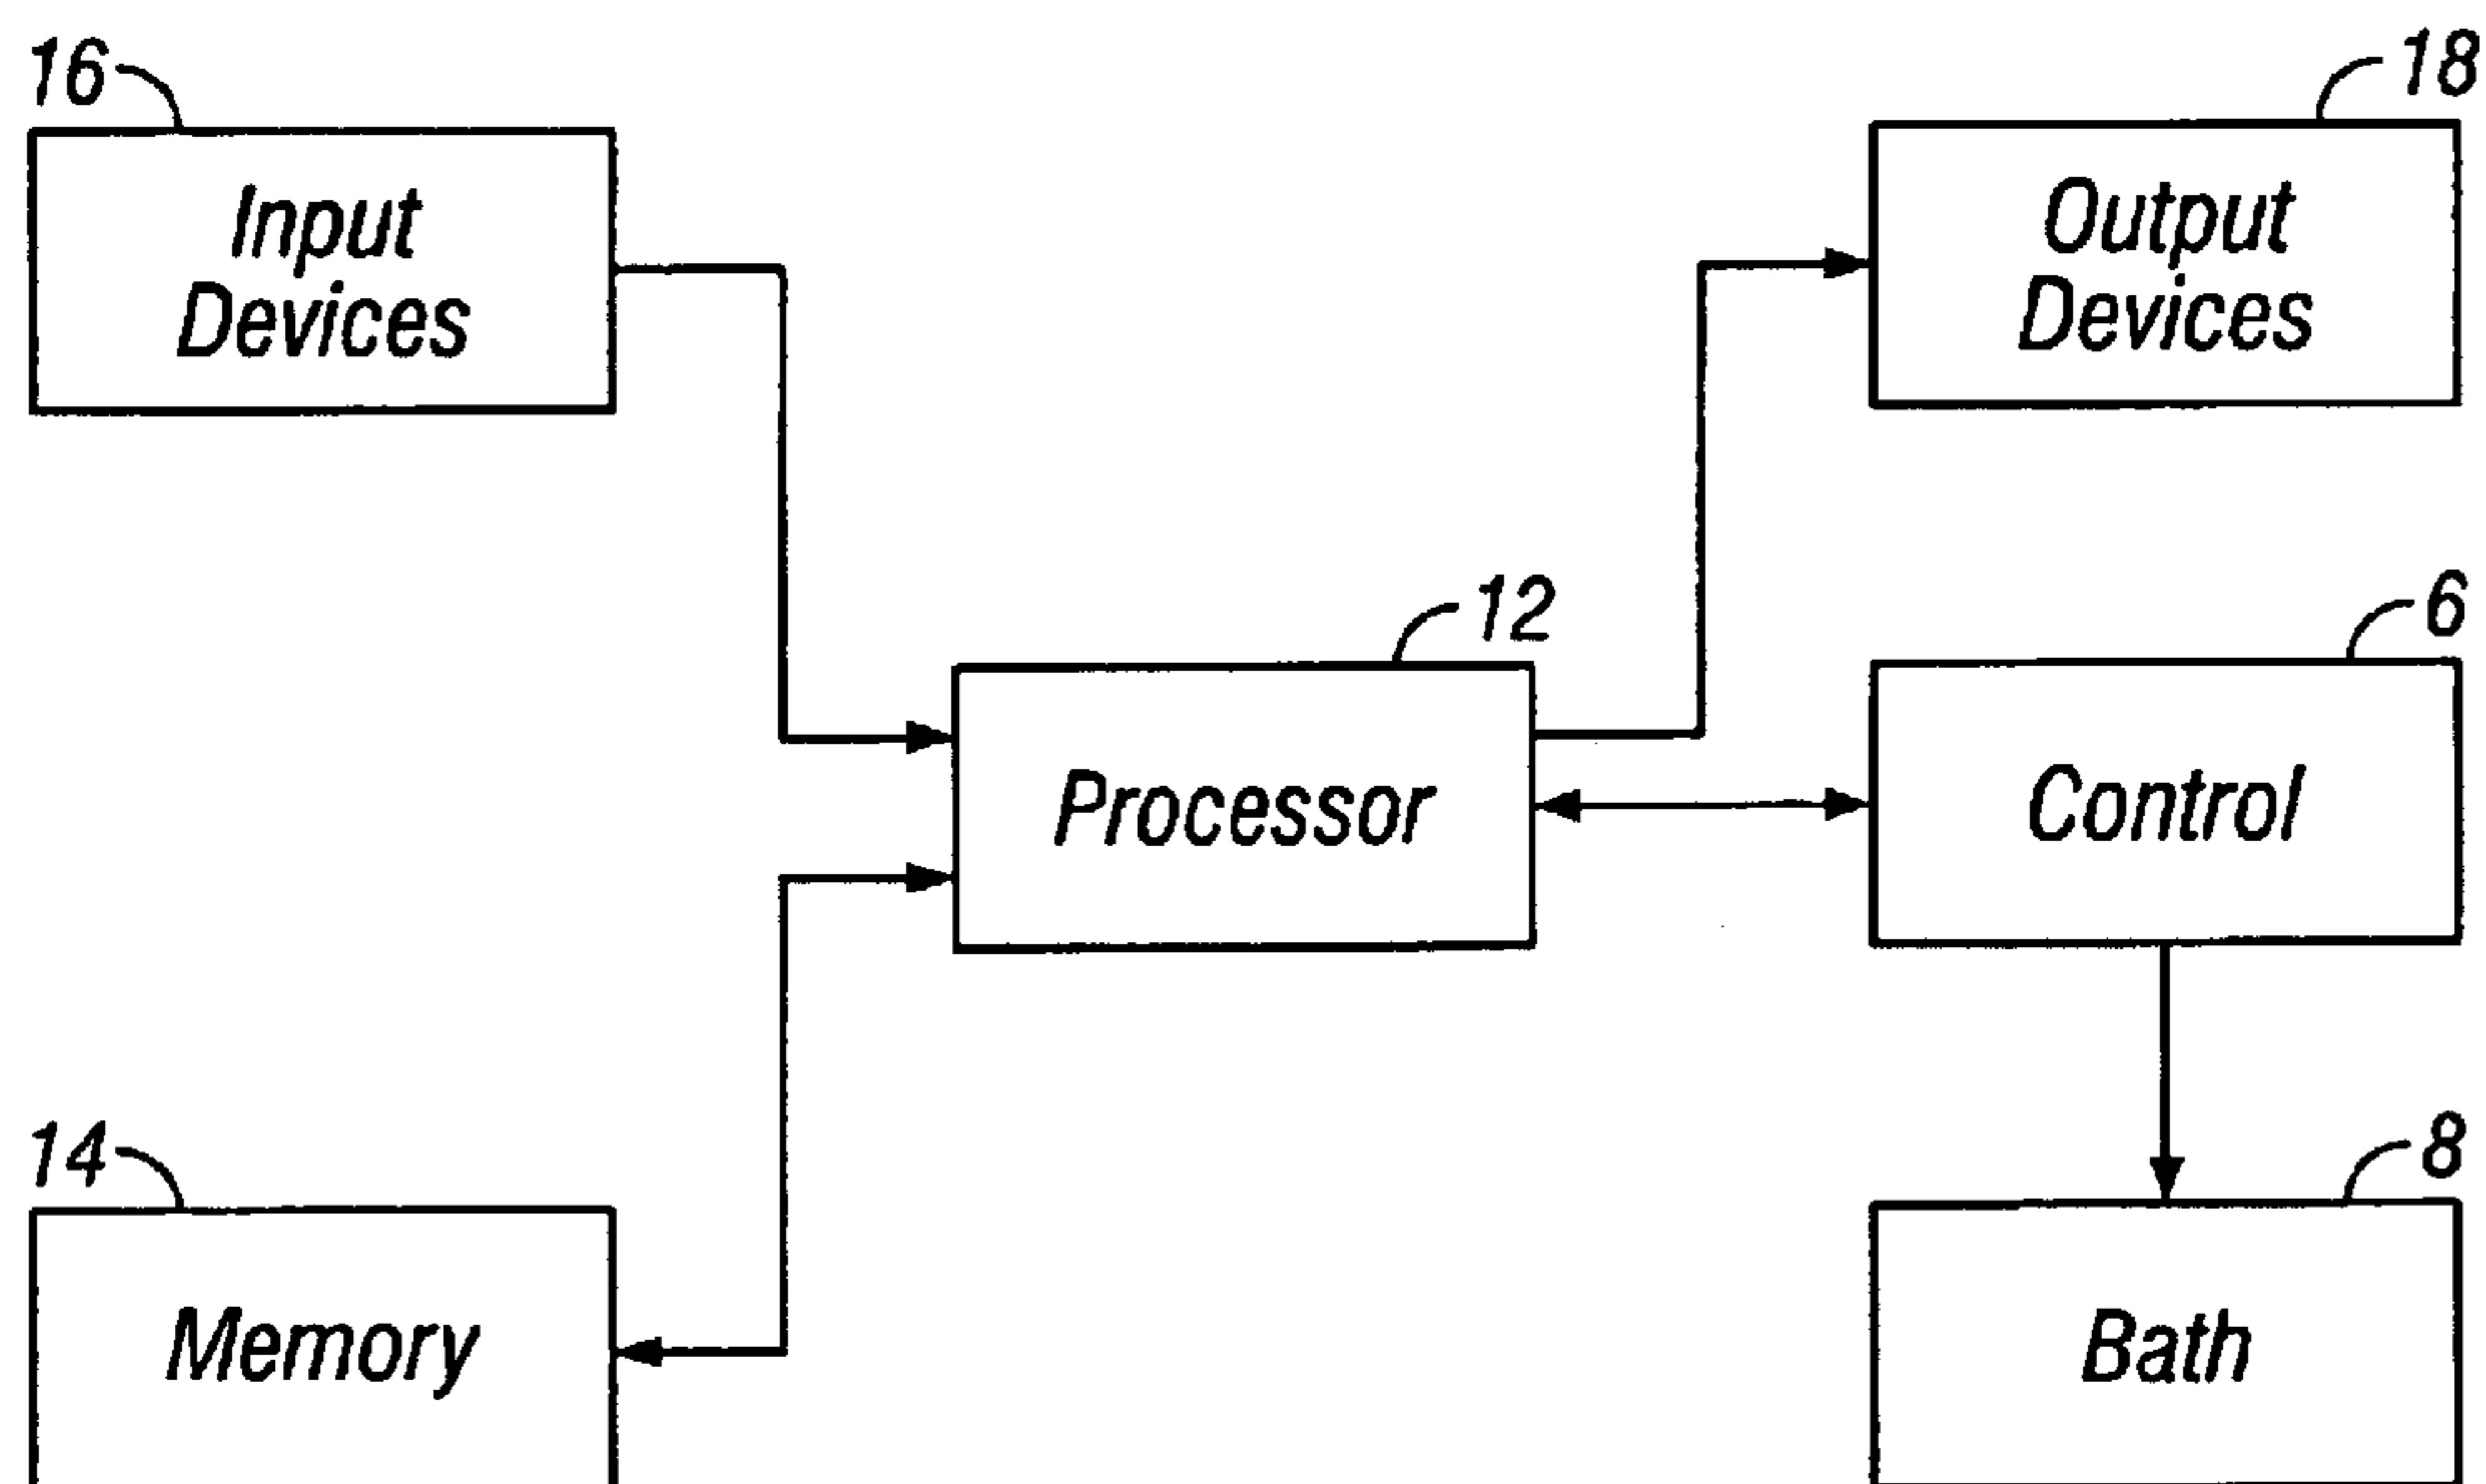 16
18
Input
Devices
Output
Devices
12
6
Processor
Control
14
8
Memory
Bath